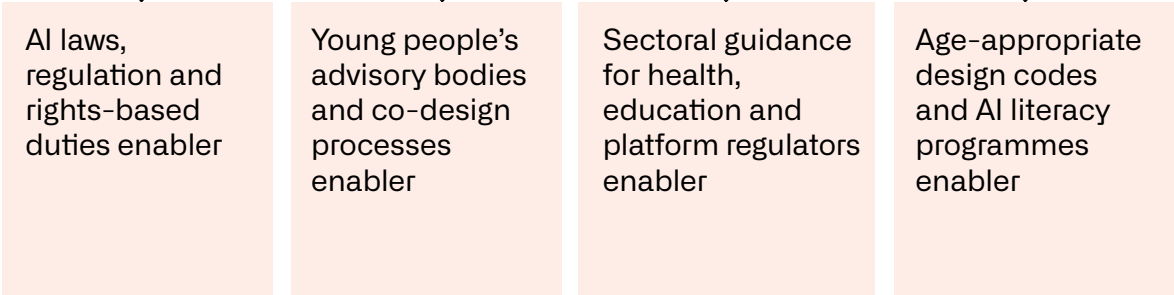 AI laws,
regulation and
rights-based
duties enabler
Young people’s
advisory bodies
and co-design
processes
enabler
Sectoral guidance
for health,
education and
platform regulators
enabler
Age-appropriate
design codes
and AI literacy
programmes
enabler